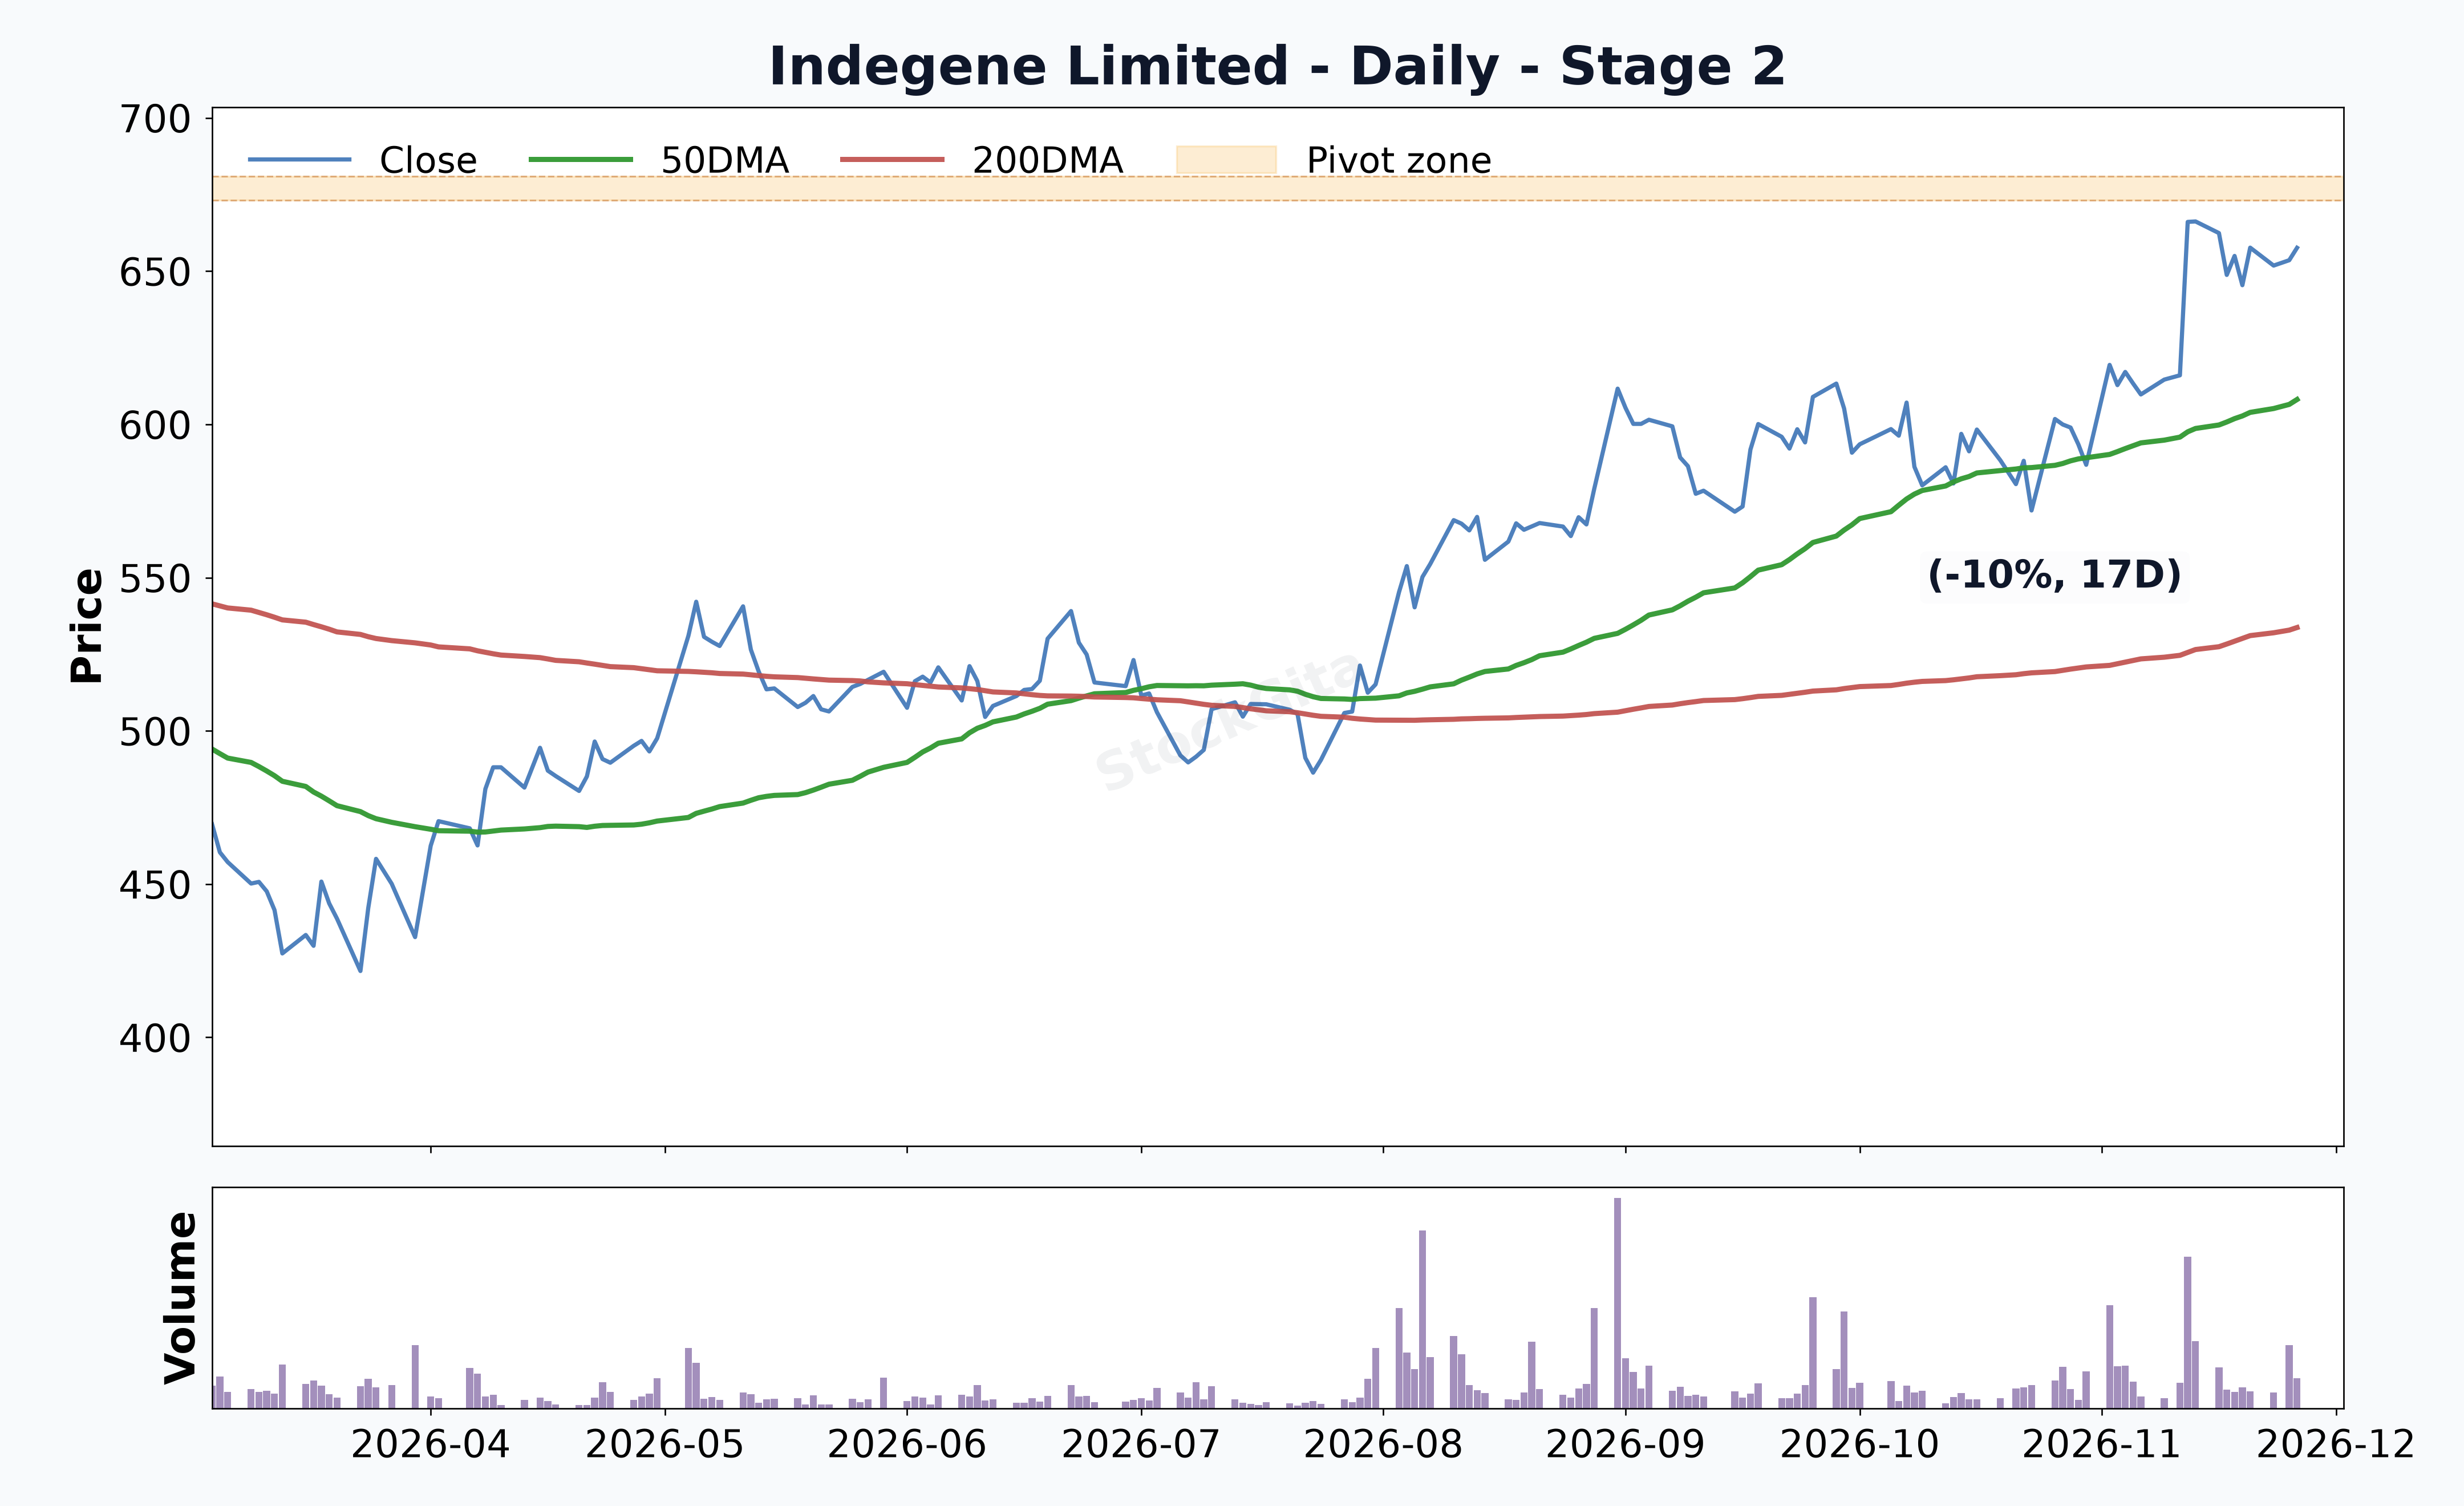 Indegene Limited - Daily - Stage 2
700
Close 50DMA 200DMA Pivot zone
650
600
550
(-10%, 17D)
Price
StockGita
500
450
400
Volume
2026-04 2026-05 2026-06 2026-07 2026-08 2026-09 2026-10 2026-11 2026-12